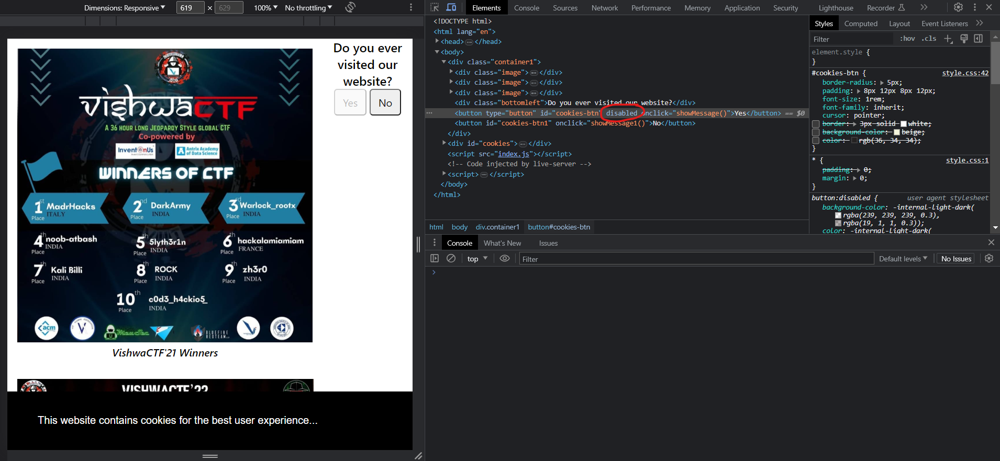 Dimensions: Responsive 619 × 629 100% No throttling
Do you ever
visited our
website?
Yes No
vishwaCTF
A 36 HOUR LONG JEOPARDY STYLE GLOBAL CTF
Co-powered by
InventOnUs
Antrix Academy
of Data Science
WINNERS OF CTF
1st Place MadrHacks ITALY
2nd Place DarkArmy INDIA
3rd Place Warlock_rootx INDIA
4th Place noob-atbash INDIA
5th Place 5lyth3r1n INDIA
6th Place hackalamiamiam FRANCE
7th Place Kali Billi INDIA
8th Place ROCK INDIA
9th Place zh3r0 INDIA
10th Place c0d3_h4ckio5_ INDIA
acm
V
BLUEFIRE
REDTEAM
VishwaCTF'21 Winners
VISHWACTF'22
This website contains cookies for the best user experience...
Elements Console Sources Network Performance Memory Application Security Lighthouse Recorder
<!DOCTYPE html>
<html lang="en">
<head>…</head>
<body>
<div class="container1">
<div class="image">…</div>
<div class="image">…</div>
<div class="image">…</div>
<div class="bottomleft">Do you ever visited our website?</div>
… <button type="button" id="cookies-btn" disabled onclick="showMessage()">Yes</button> == $0
<button id="cookies-btn1" onclick="showMessage1()">No</button>
</div>
<div id="cookies">…</div>
<script src="index.js"></script>
<!-- Code injected by live-server -->
<script>…</script>
</body>
</html>
html body div.container1 button#cookies-btn
Styles Computed Layout Event Listeners
Filter :hov .cls
element.style {
}
#cookies-btn { style.css:42
border-radius: 5px;
padding: 8px 12px 8px 12px;
font-size: 1rem;
font-family: inherit;
cursor: pointer;
border: 3px solid white;
background-color: beige;
color: rgb(36, 34, 34);
}
* { style.css:1
padding: 0;
margin: 0;
}
button:disabled { user agent stylesheet
background-color: -internal-light-dark(
rgba(239, 239, 239, 0.3),
rgba(19, 1, 1, 0.3));
color: -internal-light-dark(
Console What's New Issues
top Filter Default levels No Issues